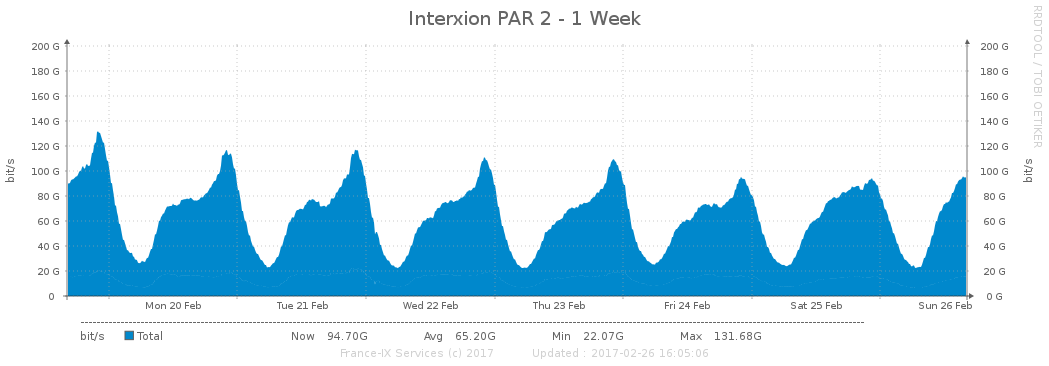 Interxion PAR 2 - 1 Week
RRDTOOL / TOBI OETIKER
bit/s
200 G 200 G
180 G 180 G
160 G 160 G
140 G 140 G
120 G 120 G
100 G 100 G
80 G 80 G
60 G 60 G
40 G 40 G
20 G 20 G
0 0 G
bit/s
Mon 20 Feb Tue 21 Feb Wed 22 Feb Thu 23 Feb Fri 24 Feb Sat 25 Feb Sun 26 Feb
bit/s Total Now 94.70G Avg 65.20G Min 22.07G Max 131.68G
France-IX Services (c) 2017 Updated : 2017-02-26 16:05:06